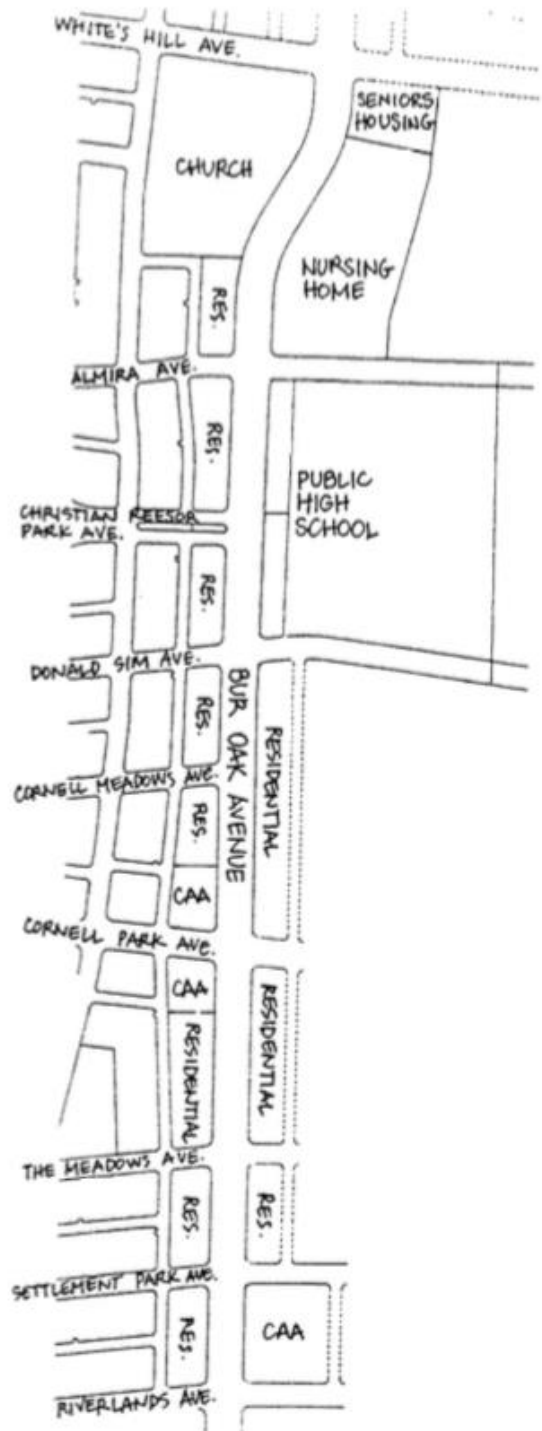 WHITE'S HILL AVE.
SENIORS
HOUSING
CHURCH
NURSING
HOME
RES.
ALMIRA AVE.
RES.
PUBLIC
HIGH
SCHOOL
CHRISTIAN REESOR
PARK AVE.
RES.
DONALD SIM AVE.
BUR OAK AVENUE
RES.
RESIDENTIAL
CORNELL MEADOWS AVE.
RES.
CAA
CORNELL PARK AVE.
CAA
RESIDENTIAL
RESIDENTIAL
THE MEADOWS AVE.
RES.
RES.
SETTLEMENT PARK AVE.
RES.
CAA
RIVERLANDS AVE.